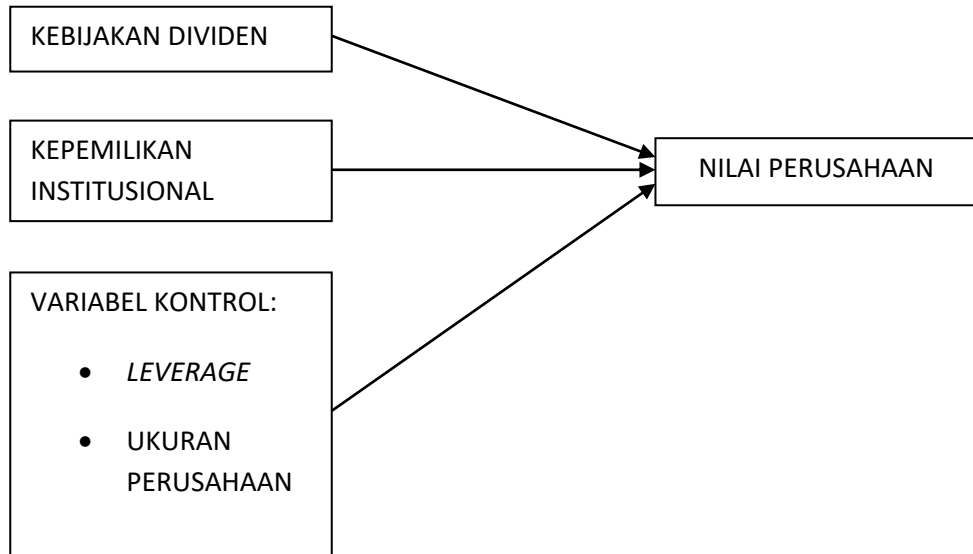 KEBIJAKAN DIVIDEN
KEPEMILIKAN
INSTITUSIONAL
NILAI PERUSAHAAN
VARIABEL KONTROL:
• LEVERAGE
• UKURAN
PERUSAHAAN